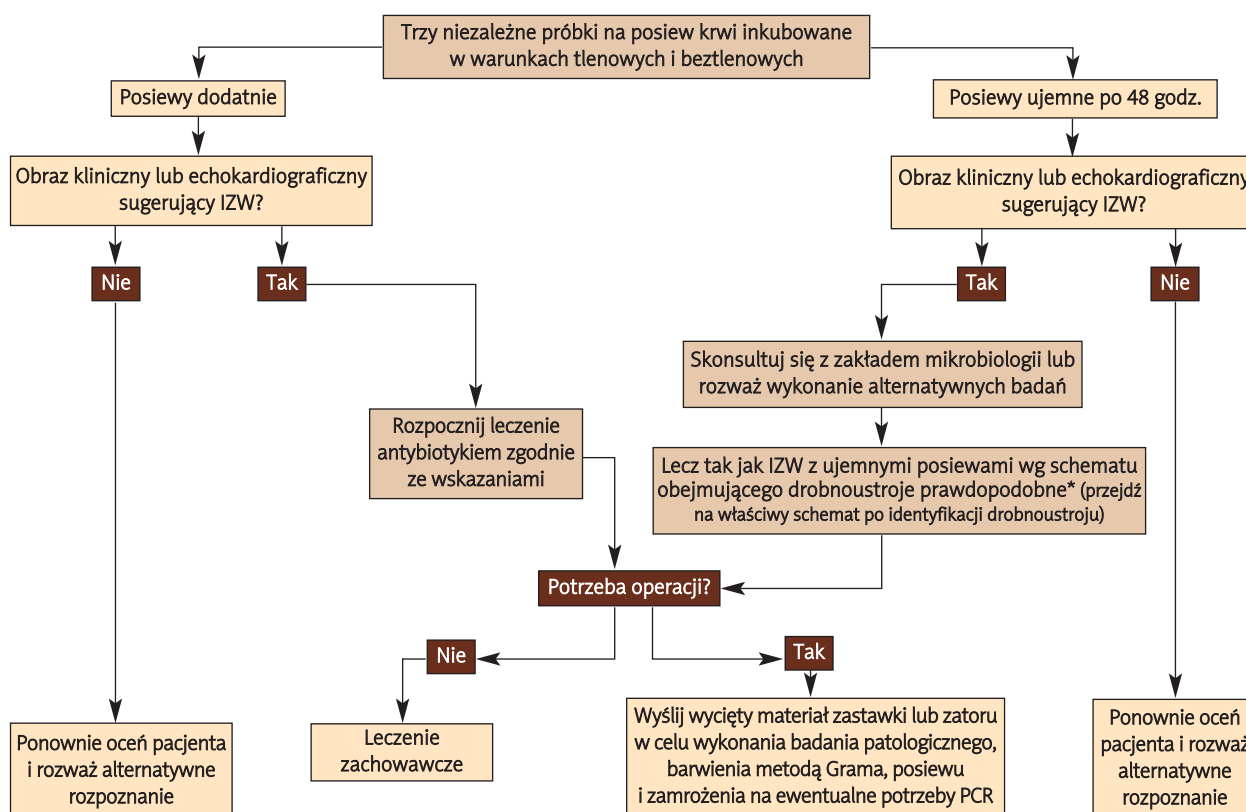 Trzy niezależne próbki na posiew krwi inkubowane
w warunkach tlenowych i beztlenowych
Posiewy dodatnie
Posiewy ujemne po 48 godz.
Obraz kliniczny lub echokardiograficzny
sugerujący IZW?
Obraz kliniczny lub echokardiograficzny
sugerujący IZW?
Nie
Tak
Tak
Nie
Skonsultuj się z zakładem mikrobiologii lub
rozważ wykonanie alternatywnych badań
Rozpocznij leczenie
antybiotykiem zgodnie
ze wskazaniami
Lecz tak jak IZW z ujemnymi posiewami wg schematu
obejmującego drobnoustroje prawdopodobne* (przejdź
na właściwy schemat po identyfikacji drobnoustroju)
Potrzeba operacji?
Nie
Tak
Ponownie oceń pacjenta
i rozważ alternatywne
rozpoznanie
Leczenie
zachowawcze
Wyślij wycięty materiał zastawki lub zatoru
w celu wykonania badania patologicznego,
barwienia metodą Grama, posiewu
i zamrożenia na ewentualne potrzeby PCR
Ponownie oceń
pacjenta i rozważ
alternatywne
rozpoznanie